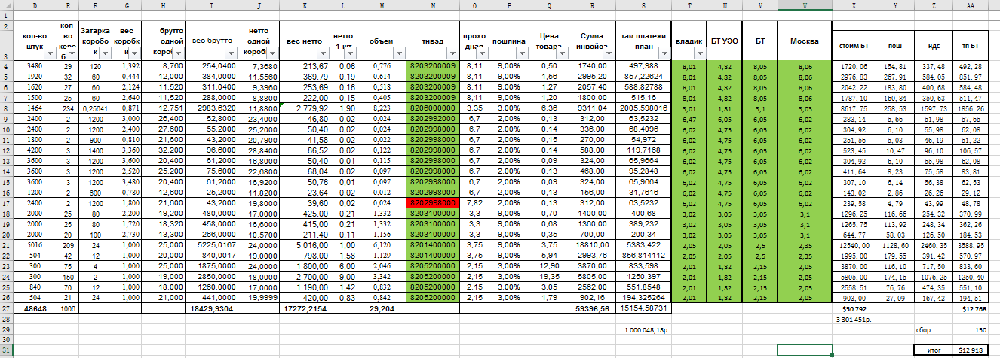 D E F G H I J K L M N O P Q R S T U V W X Y Z AA
1
2
3 кол-во штук кол-во коро б Затарка коробо к вес коробк и брутто одной короб вес брутто нетто одной короб вес нетто нетто 1 шт объем тнвэд прохо дная пошлина Цена товар Сумма инвойс там платежи план владик БТ УЭО БТ Москва стоим БТ пош ндс тп БТ
4 3480 29 120 1,392 8,760 254,0400 7,3680 213,67 0,06 0,776 8203200009 8,11 9,00% 0,50 1740,00 497,988 8,01 4,82 8,05 8,06 1720,06 154,81 337,48 492,28
5 1920 32 60 0,444 12,000 384,0000 11,5560 369,79 0,19 0,614 8203200009 8,11 9,00% 1,56 2995,20 857,22624 8,01 4,82 8,05 8,06 2976,83 267,91 584,05 851,97
6 1620 27 60 2,124 11,520 311,0400 9,3960 253,69 0,16 0,518 8203200009 8,11 9,00% 1,27 2057,40 588,82788 8,01 4,82 8,05 8,06 2042,22 183,80 400,68 584,48
7 1500 25 60 2,640 11,520 288,0000 8,8800 222,00 0,15 0,405 8203200009 8,11 9,00% 1,20 1800,00 515,16 8,01 4,82 8,05 8,06 1787,10 160,84 350,63 511,47
8 1464 234 6,25641 0,871 12,751 2983,6320 11,8800 2 779,92 1,90 8,223 8206000000 3,35 3,00% 6,36 9311,04 2005,598016 3,01 1,81 3,1 3,03 8617,75 258,53 1597,73 1856,26
9 2400 2 1200 3,000 26,400 52,8000 23,4000 46,80 0,02 0,024 8202992000 6,7 2,00% 0,13 312,00 63,5232 6,47 6,05 6,05 6,02 283,14 5,66 51,98 57,65
10 2400 2 1200 2,400 27,600 55,2000 25,2000 50,40 0,02 0,024 8202998000 6,7 2,00% 0,14 336,00 68,4096 6,02 4,75 6,05 6,02 304,92 6,10 55,98 62,08
11 1800 2 900 0,810 21,600 43,2000 20,7900 41,58 0,02 0,022 8202998000 6,7 2,00% 0,15 270,00 54,972 6,02 4,75 6,05 6,02 251,56 5,03 46,19 51,22
12 4200 3 1400 3,360 32,200 96,6000 28,8400 86,52 0,02 0,122 8202998000 6,7 2,00% 0,14 588,00 119,7168 6,02 4,75 6,05 6,02 523,45 10,47 96,10 106,57
13 3600 3 1200 3,600 20,400 61,2000 16,8000 50,40 0,01 0,115 8202998000 6,7 2,00% 0,09 324,00 65,9664 6,02 4,75 6,05 6,02 304,92 6,10 55,98 62,08
14 3600 3 1200 2,520 25,200 75,6000 22,6800 68,04 0,02 0,097 8202998000 6,7 2,00% 0,13 468,00 95,2848 6,02 4,75 6,05 6,02 411,64 8,23 75,58 83,81
15 3600 3 1200 3,480 20,400 61,2000 16,9200 50,76 0,01 0,097 8202998000 6,7 2,00% 0,09 324,00 65,9664 6,02 4,75 6,05 6,02 307,10 6,14 56,38 62,53
16 1200 2 600 0,780 12,600 25,2000 11,8200 23,64 0,02 0,012 8202998000 6,7 2,00% 0,13 156,00 31,7616 6,02 4,75 6,05 6,02 143,02 2,86 26,26 29,12
17 2400 2 1200 1,800 21,600 43,2000 19,8000 39,60 0,02 0,024 8202993000 7,82 2,00% 0,13 312,00 63,5232 6,02 4,75 6,05 6,02 239,58 4,79 43,99 48,78
18 2000 25 80 2,200 19,200 480,0000 17,0000 425,00 0,21 1,332 8203100000 3,3 9,00% 0,70 1400,00 400,68 3,02 3,05 3,05 3,1 1296,25 116,66 254,32 370,99
19 2000 25 80 1,720 18,320 458,0000 16,6000 415,00 0,21 1,332 8203100000 3,3 9,00% 0,68 1360,00 389,232 3,02 3,05 3,05 3,1 1265,75 113,92 248,34 362,26
20 2000 20 100 2,730 13,300 266,0000 10,5700 211,40 0,11 1,156 8203100000 3,3 9,00% 0,35 700,00 200,34 3,02 3,05 3,05 3,1 644,77 58,03 126,50 184,53
21 5016 209 24 1,000 25,000 5225,0167 24,0000 5 016,00 1,00 6,120 8201400000 3,75 9,00% 3,75 18810,00 5383,422 2,05 2,05 2,5 2,35 12540,00 1128,60 2460,35 3588,95
22 504 42 12 1,000 20,000 840,0017 19,0000 798,00 1,58 1,129 8201400000 3,75 9,00% 5,94 2993,76 856,814112 2,05 2,05 2,5 2,35 1995,00 179,55 391,42 570,97
23 300 75 4 1,000 25,000 1875,0000 24,0000 1 800,00 6,00 2,046 8205200000 2,15 3,00% 12,90 3870,00 833,598 2,01 1,82 2,15 2,05 3870,00 116,10 717,50 833,60
24 300 150 2 1,000 19,000 2850,0000 18,0000 2 700,00 9,00 3,342 8205200000 2,15 3,00% 19,35 5805,00 1250,397 2,01 1,82 2,15 2,05 5805,00 174,15 1076,25 1250,40
25 840 70 12 1,000 18,000 1260,0000 17,0000 1 190,00 1,42 0,832 8205200000 2,15 3,00% 3,05 2562,00 551,8548 2,01 1,82 2,15 2,05 2558,51 76,76 474,35 551,10
26 504 21 24 1,000 21,000 441,0000 19,9999 420,00 0,83 0,842 8205200000 2,15 3,00% 1,79 902,16 194,325264 2,01 1,82 2,15 2,05 903,00 27,09 167,42 194,51
27 48648 1006 18429,9304 17272,2154 29,204 59396,56 15154,58731 $50 792 $12 768
28 3 301 451р.
29 1 000 048,18р. сбор 150
30
31 итог $12 918